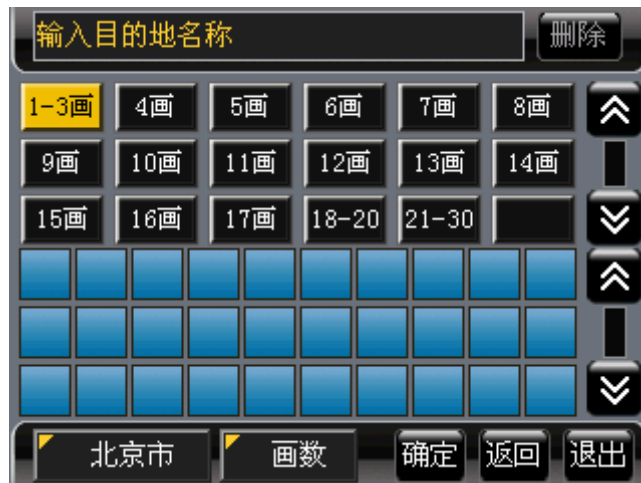 输入目的地名称 删除
1-3画 4画 5画 6画 7画 8画
9画 10画 11画 12画 13画 14画
15画 16画 17画 18-20 21-30
北京市 画数 确定 返回 退出